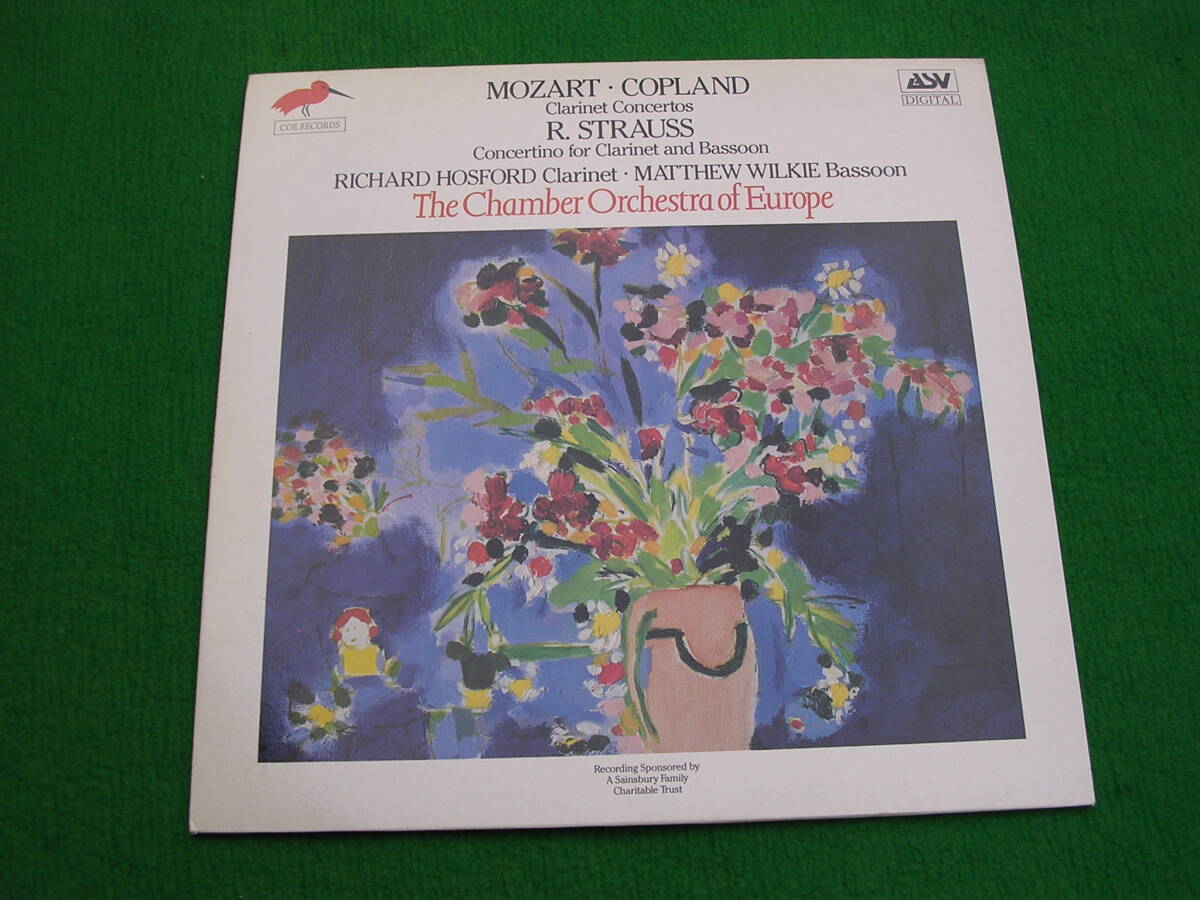 COE RECORDS
MOZART · COPLAND
Clarinet Concertos
R. STRAUSS
Concertino for Clarinet and Bassoon
RICHARD HOSFORD Clarinet · MATTHEW WILKIE Bassoon
The Chamber Orchestra of Europe
ASV
DIGITAL
Recording Sponsored by
A Sainsbury Family
Charitable Trust